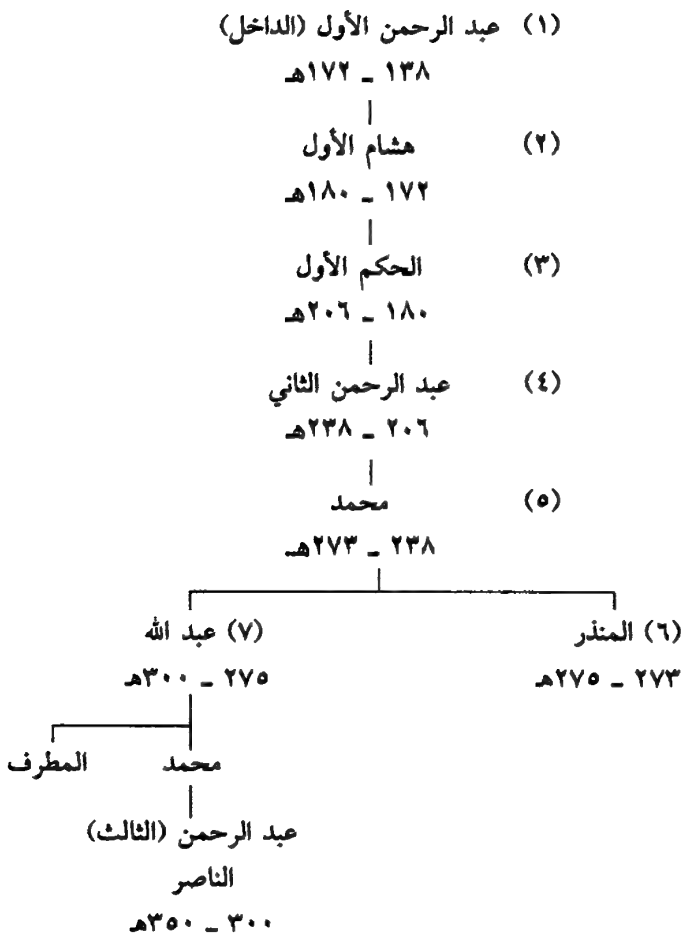 (١) عبد الرحمن الأول (الداخل)
١٣٨ ـ ١٧٢هـ
(٢) هشام الأول
١٧٢ ـ ١٨٠هـ
(٣) الحكم الأول
١٨٠ ـ ٢٠٦هـ
(٤) عبد الرحمن الثاني
٢٠٦ ـ ٢٣٨هـ
(٥) محمد
٢٣٨ ـ ٢٧٣هـ
(٦) المنذر (٧) عبد الله
٢٧٣ ـ ٢٧٥هـ ٢٧٥ ـ ٣٠٠هـ
محمد المطرف
عبد الرحمن (الثالث)
الناصر
٣٠٠ ـ ٣٥٠هـ